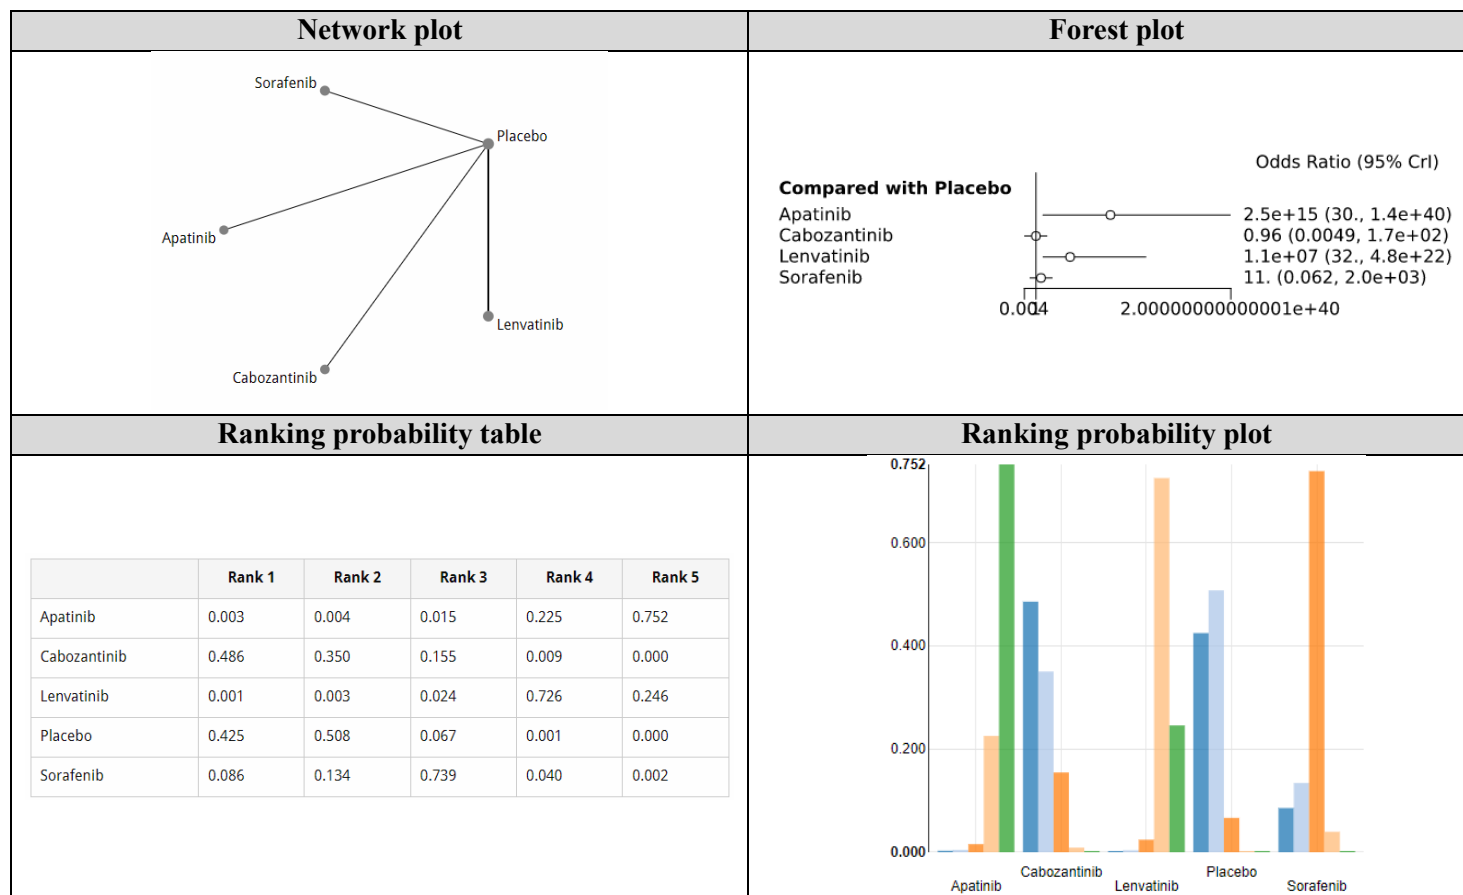 Network plot
Forest plot
Sorafenib
Placebo
Apatinib
Lenvatinib
Cabozantinib
Odds Ratio (95% CrI)
Compared with Placebo
Apatinib 2.5e+15 (30., 1.4e+40)
Cabozantinib 0.96 (0.0049, 1.7e+02)
Lenvatinib 1.1e+07 (32., 4.8e+22)
Sorafenib 11. (0.062, 2.0e+03)
2.00000000000001e+40
Ranking probability table
Ranking probability plot
Rank 1 Rank 2 Rank 3 Rank 4 Rank 5
Apatinib 0.003 0.004 0.015 0.225 0.752
Cabozantinib 0.486 0.350 0.155 0.009 0.000
Lenvatinib 0.001 0.003 0.024 0.726 0.246
Placebo 0.425 0.508 0.067 0.001 0.000
Sorafenib 0.086 0.134 0.739 0.040 0.002
0.752
0.600
0.400
0.200
0.000
Cabozantinib Placebo
Apatinib Lenvatinib Sorafenib